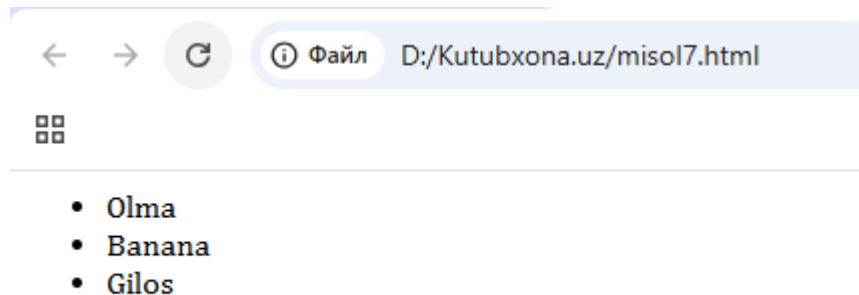 Файл D:/Kutubxona.uz/misol7.html
• Olma
• Banana
• Gilos